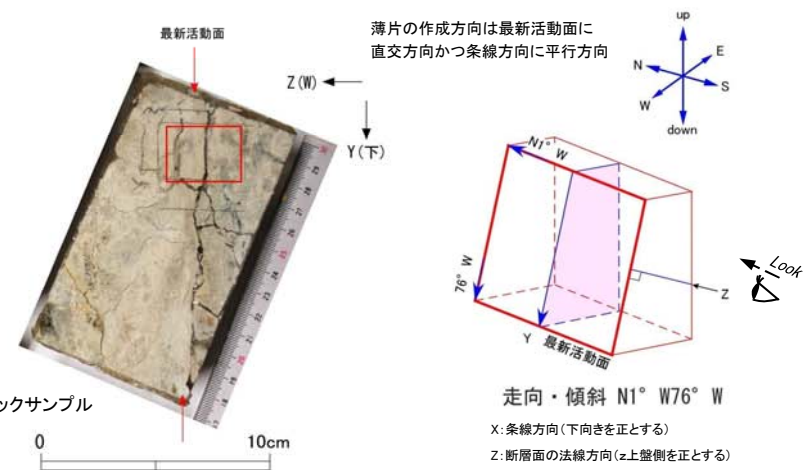 最新活動面
Z(W)
Y(下)
薄片の作成方向は最新活動面に
直交方向かつ条線方向に平行方向
up
E
N
S
W
down
N1° W
76° W
Look
Z
Y
最新活動面
走向・傾斜 N1° W76° W
X:条線方向(下向きを正とする)
Z:断層面の法線方向(z上盤側を正とする)
ックサンプル
0 10cm